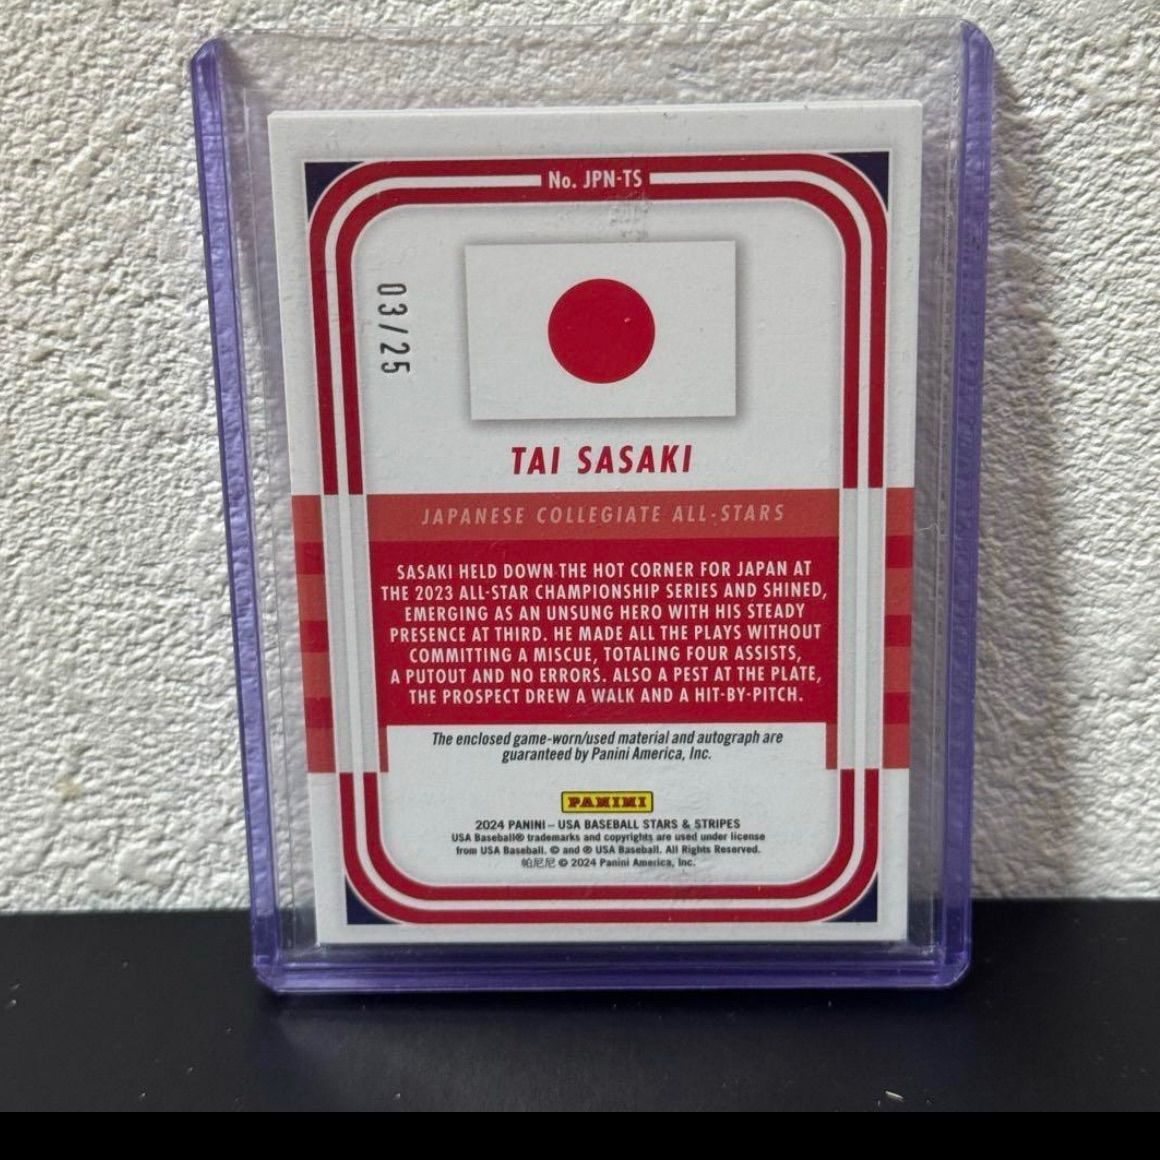 No. JPN-TS
03/25
TAI SASAKI
JAPANESE COLLEGIATE ALL-STARS
SASAKI HELD DOWN THE HOT CORNER FOR JAPAN AT
THE 2023 ALL-STAR CHAMPIONSHIP SERIES AND SHINED,
EMERGING AS AN UNSUNG HERO WITH HIS STEADY
PRESENCE AT THIRD. HE MADE ALL THE PLAYS WITHOUT
COMMITTING A MISCUE, TOTALING FOUR ASSISTS,
A PUTOUT AND NO ERRORS. ALSO A PEST AT THE PLATE,
THE PROSPECT DREW A WALK AND A HIT-BY-PITCH.
The enclosed game-worn/used material and autograph are
guaranteed by Panini America, Inc.
PANINI
2024 PANINI – USA BASEBALL STARS & STRIPES
USA Baseball® trademarks and copyrights are used under license
from USA Baseball. © and ® USA Baseball. All Rights Reserved.
帕尼尼 © 2024 Panini America, Inc.